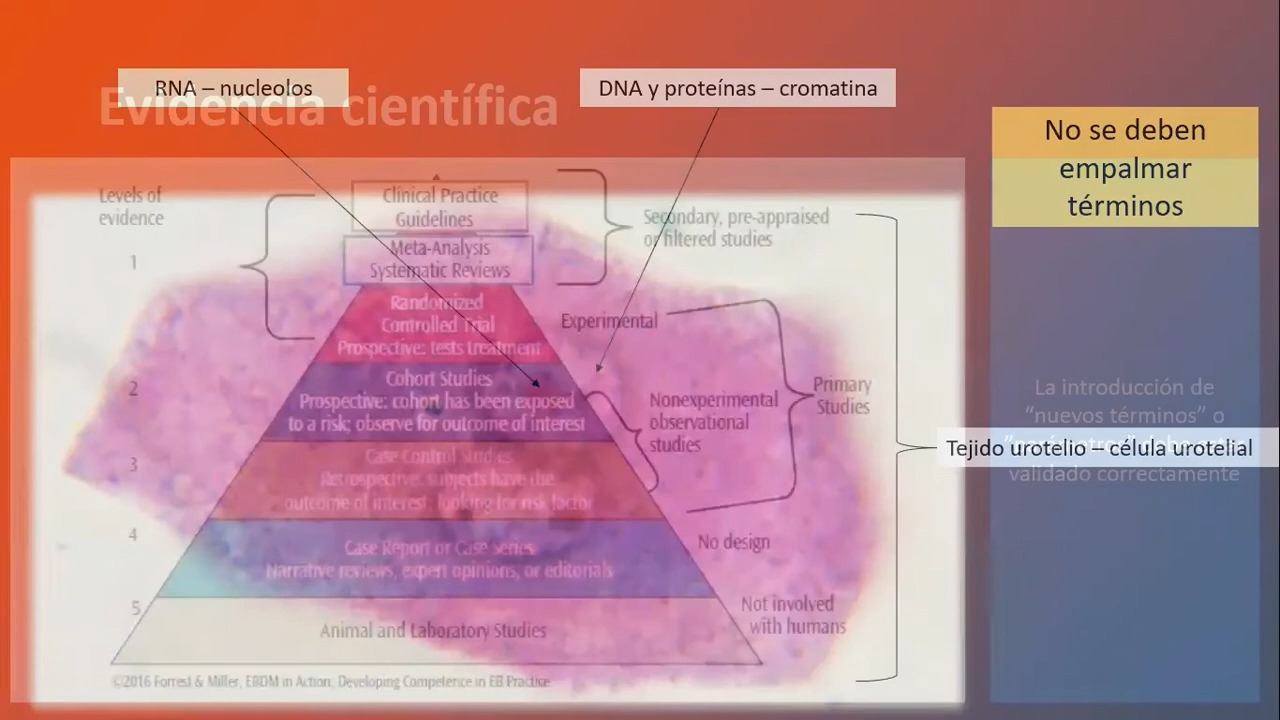 RNA – nucleolos
DNA y proteínas – cromatina
Evidencia científica
No se deben
empalmar
términos
Levels of
evidence
1
2
3
4
5
Clinical Practice
Guidelines
Meta-Analysis
Systematic Reviews
Randomized
Controlled Trial
Prospective: tests treatment
Cohort Studies
Prospective: cohort has been exposed
to a risk; observe for outcome of interest
Case Control Studies
Retrospective: subjects have the
outcome of interest; looking for risk factor
Case Report or Case Series
Narrative reviews, expert opinions, or editorials
Animal and Laboratory Studies
Secondary, pre-appraised
or filtered studies
Experimental
Nonexperimental
observational
studies
Primary
Studies
No design
Not involved
with humans
La introducción de
“nuevos términos” o
Tejido urotelio – célula urotelial
validado correctamente
©2016 Forrest & Miller, EBDM in Action: Developing Competence in EB Practice